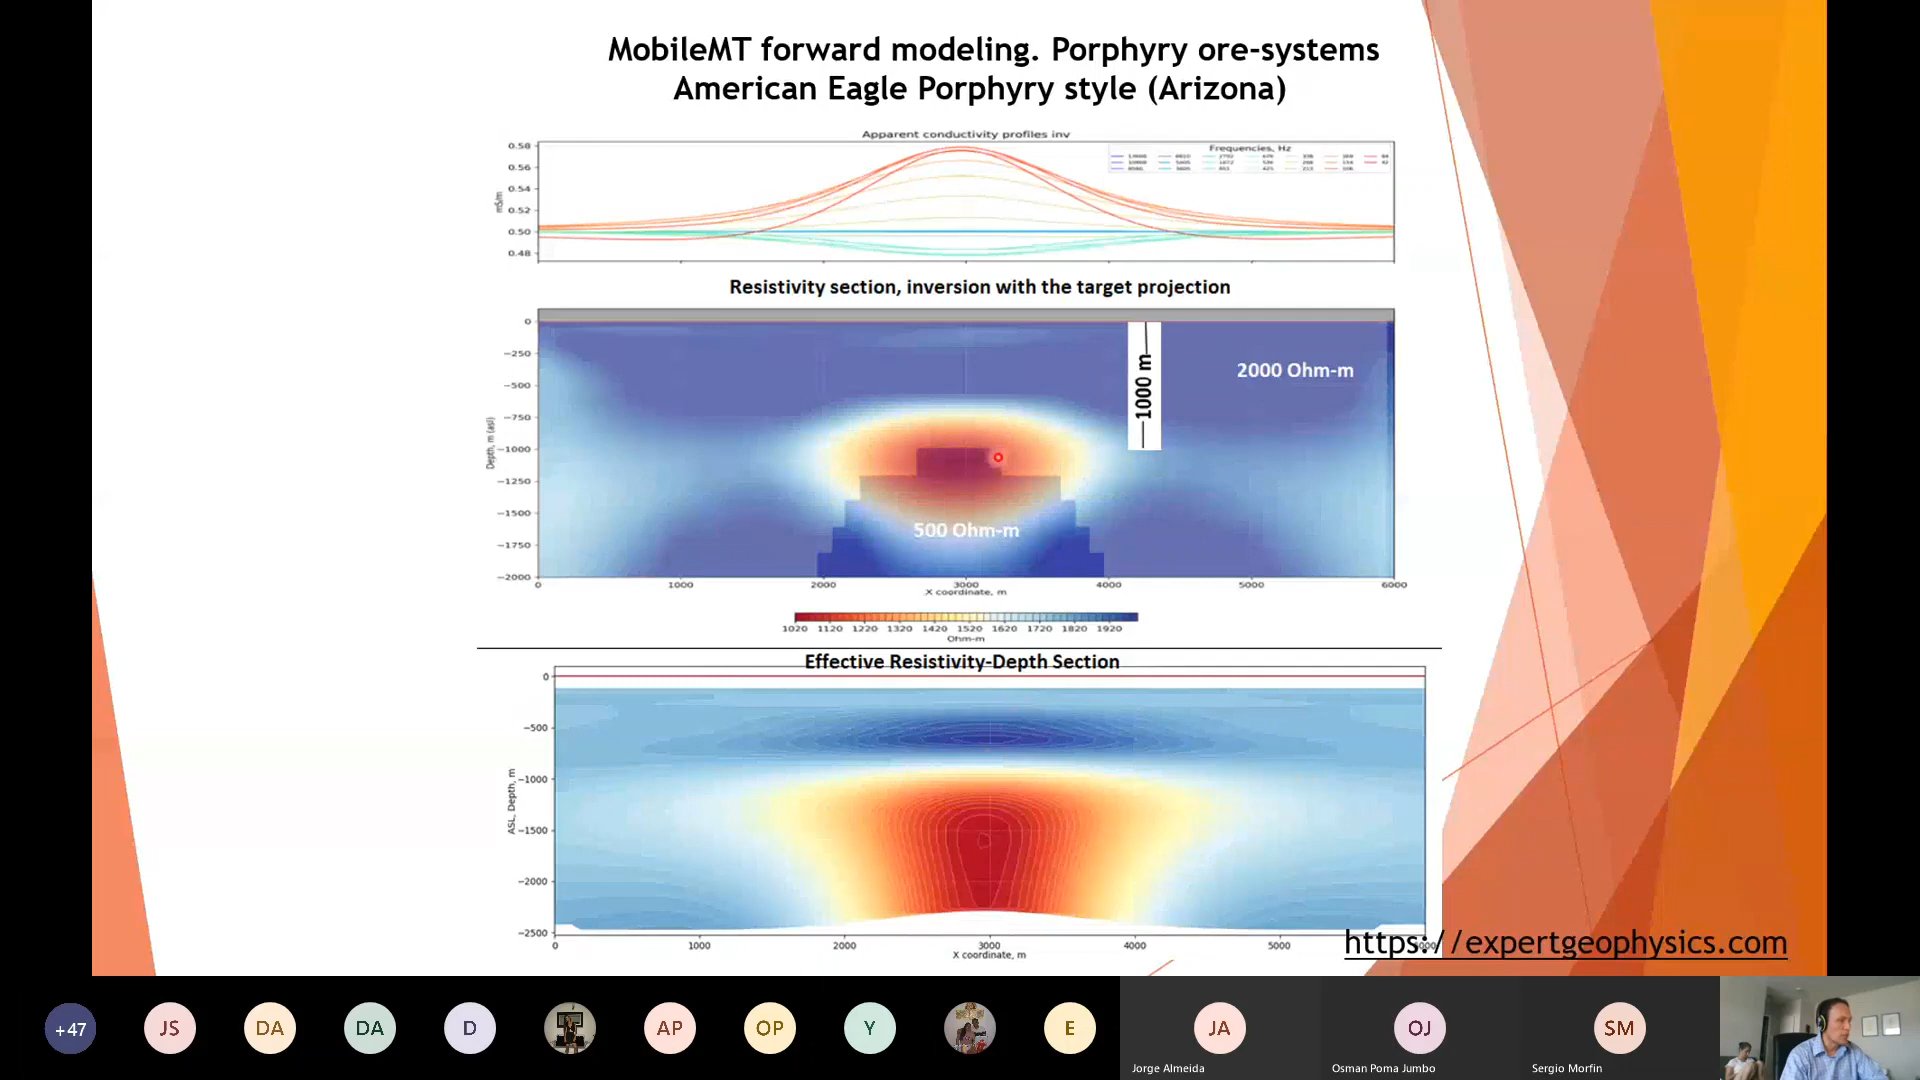 MobileMT forward modeling. Porphyry ore-systems
American Eagle Porphyry style (Arizona)
Apparent conductivity profiles inv
Frequencies, Hz
mS/m
0.58
0.56
0.54
0.52
0.50
0.48
Resistivity section, inversion with the target projection
0
−250
−500
−750
−1000
−1250
−1500
−1750
−2000
Depth, m (asl)
1000 m
2000 Ohm-m
500 Ohm-m
0 1000 2000 3000 4000 5000 6000
X coordinate, m
1020 1120 1220 1320 1420 1520 1620 1720 1820 1920
Ohm-m
Effective Resistivity-Depth Section
0
−500
−1000
−1500
−2000
−2500
ASL, Depth, m
0 1000 2000 3000 4000 5000
X coordinate, m
https://expertgeophysics.com
+47 JS DA DA D AP OP Y E JA OJ SM
Jorge Almeida Osman Poma Jumbo Sergio Morfin